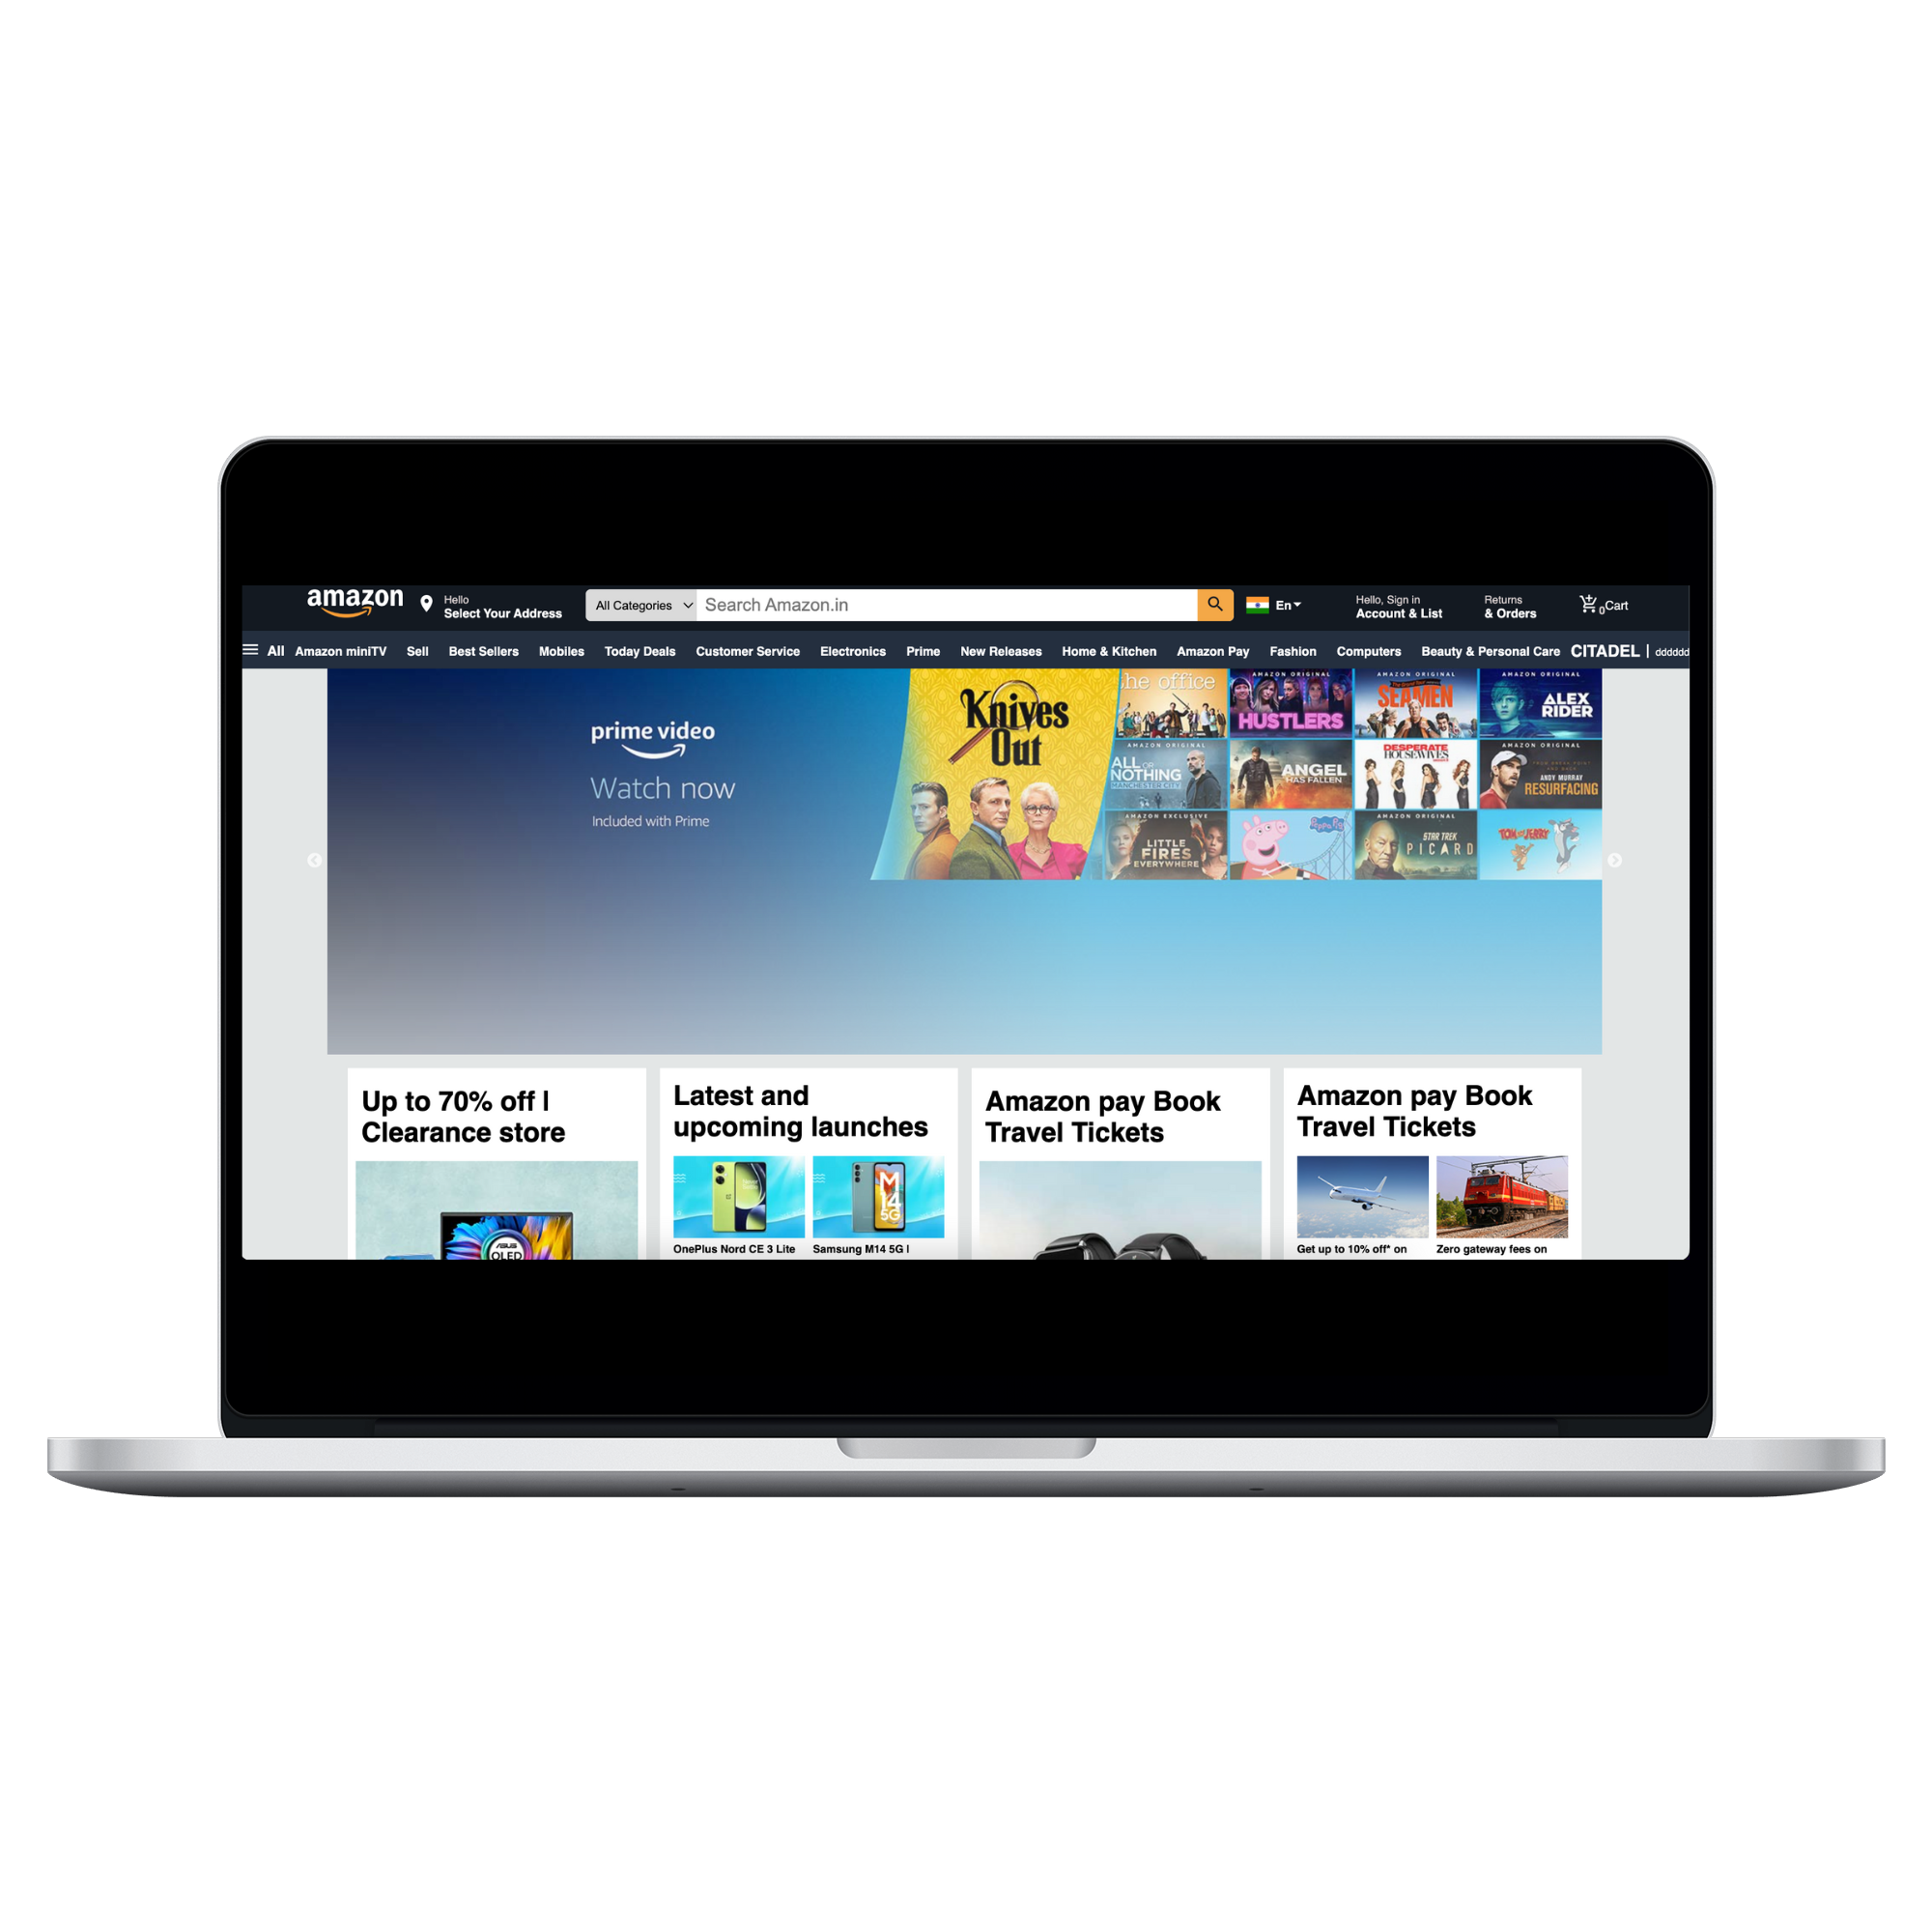 amazon
Hello
Select Your Address
All Categories
Search Amazon.in
En
Hello, Sign in
Account & List
Returns
& Orders
0
Cart
All
Amazon miniTV
Sell
Best Sellers
Mobiles
Today Deals
Customer Service
Electronics
Prime
New Releases
Home & Kitchen
Amazon Pay
Fashion
Computers
Beauty & Personal Care
CITADEL |
dddddd
prime video
Watch now
Included with Prime
Knives
Out
the office
AMAZON ORIGINAL
HUSTLERS
AMAZON ORIGINAL
SEAMEN
AMAZON ORIGINAL
ALEX
RIDER
AMAZON ORIGINAL
ALL OR
NOTHING
MANCHESTER CITY
ANGEL
HAS FALLEN
DESPERATE
HOUSEWIVES
AMAZON ORIGINAL
ANDY MURRAY
RESURFACING
AMAZON EXCLUSIVE
LITTLE
FIRES
EVERYWHERE
Peppa Pig
AMAZON ORIGINAL
STAR TREK
PICARD
TOM and JERRY
Up to 70% off |
Clearance store
ASUS
OLED
Latest and
upcoming launches
M
14
5G
OnePlus Nord CE 3 Lite
Samsung M14 5G |
Amazon pay Book
Travel Tickets
Amazon pay Book
Travel Tickets
Get up to 10% off* on
Zero gateway fees on